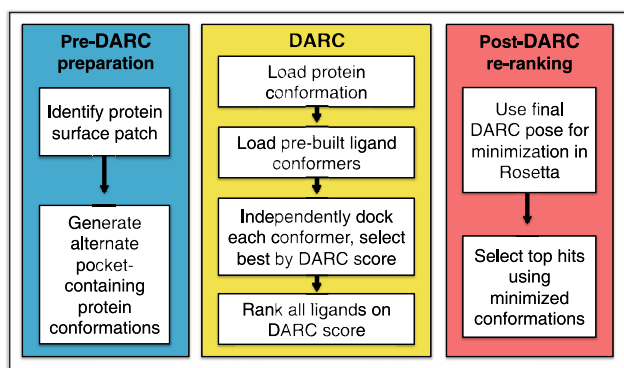 Pre-DARC
preparation
Identify protein
surface patch
Generate
alternate
pocket-
containing
protein
conformations
DARC
Load protein
conformation
Load pre-built ligand
conformers
Independently dock
each conformer, select
best by DARC score
Rank all ligands on
DARC score
Post-DARC
re-ranking
Use final
DARC pose for
minimization in
Rosetta
Select top hits
using
minimized
conformations